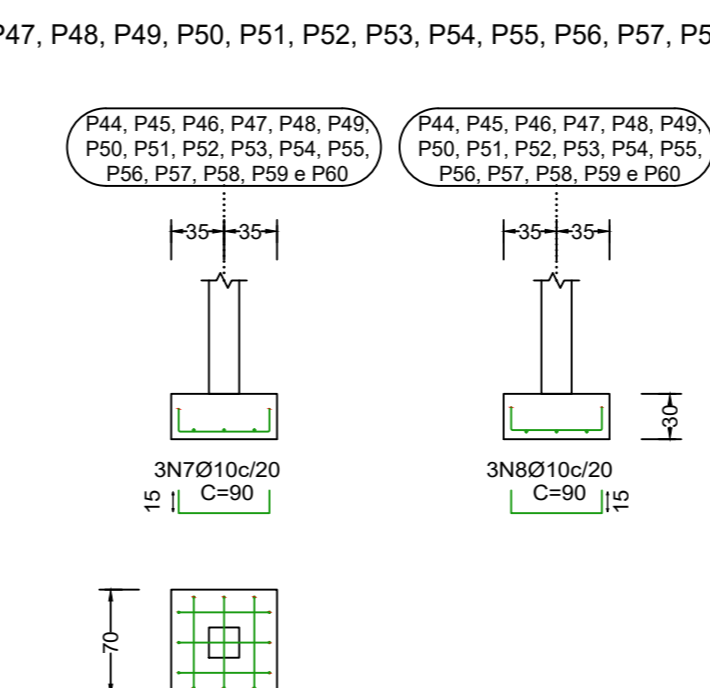 P47, P48, P49, P50, P51, P52, P53, P54, P55, P56, P57, P5
P44, P45, P46, P47, P48, P49,
P50, P51, P52, P53, P54, P55,
P56, P57, P58, P59 e P60
P44, P45, P46, P47, P48, P49,
P50, P51, P52, P53, P54, P55,
P56, P57, P58, P59 e P60
35 35
35 35
30
3N7Ø10c/20
C=90
15
3N8Ø10c/20
C=90
15
70